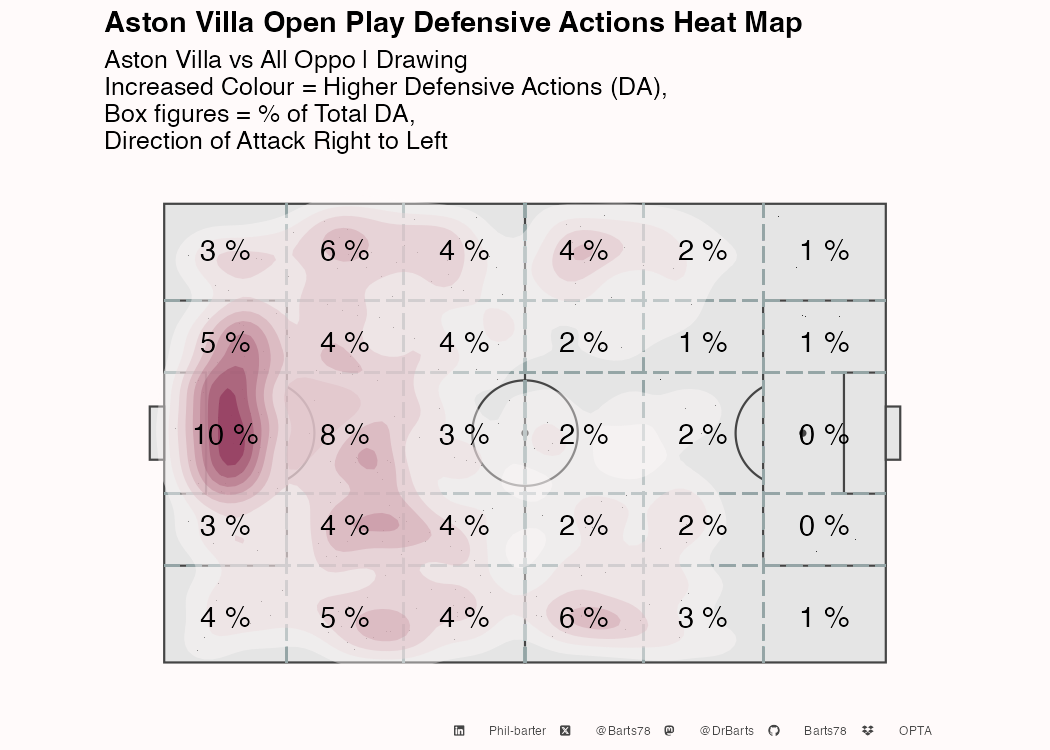 Aston Villa Open Play Defensive Actions Heat Map
Aston Villa vs All Oppo | Drawing
Increased Colour = Higher Defensive Actions (DA),
Box figures = % of Total DA,
Direction of Attack Right to Left
3 % 6 % 4 % 4 % 2 % 1 %
5 % 4 % 4 % 2 % 1 % 1 %
10 % 8 % 3 % 2 % 2 % 0 %
3 % 4 % 4 % 2 % 2 % 0 %
4 % 5 % 4 % 6 % 3 % 1 %
Phil-barter @Barts78 @DrBarts Barts78 OPTA